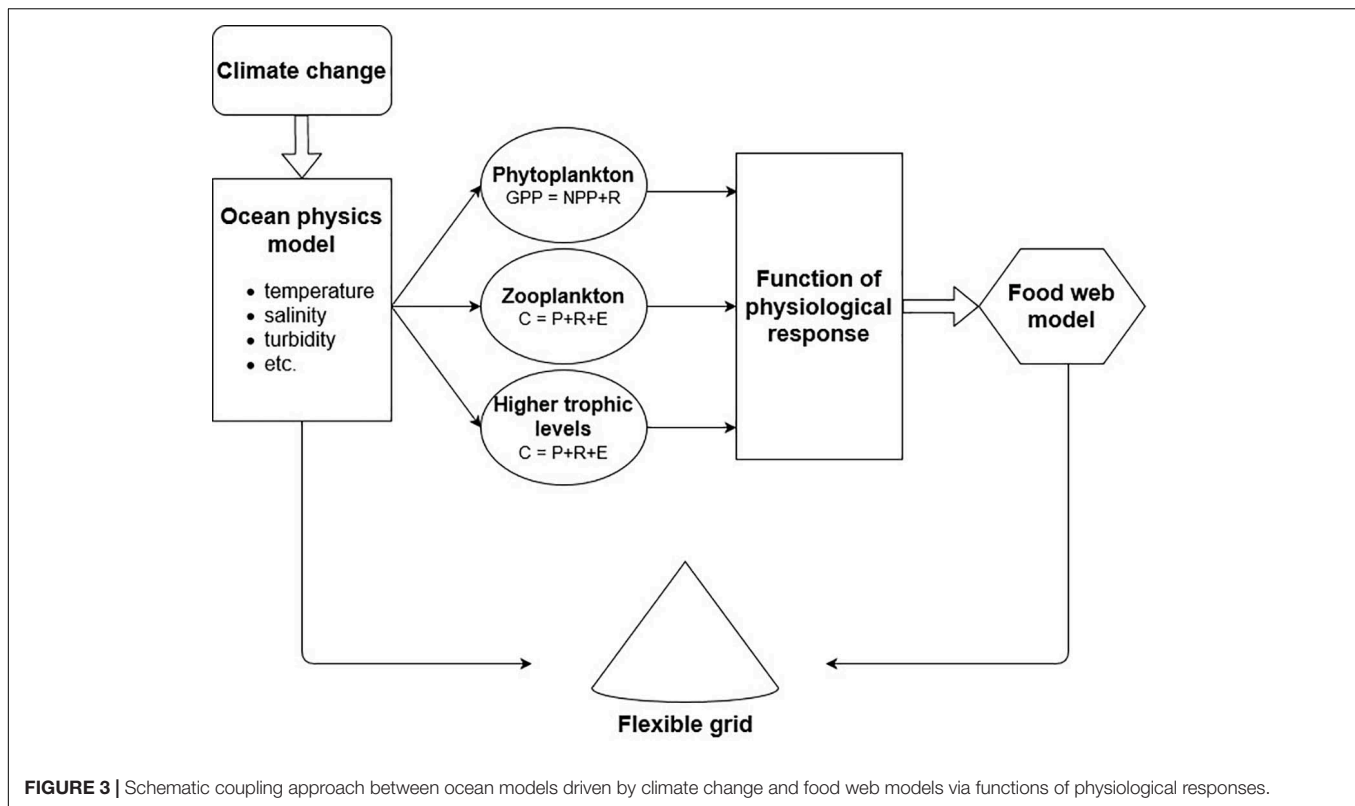 Climate change
Ocean physics
model
• temperature
• salinity
• turbidity
• etc.
Phytoplankton
GPP = NPP+R
Zooplankton
C = P+R+E
Higher trophic
levels
C = P+R+E
Function of
physiological
response
Food web
model
Flexible grid
FIGURE 3 | Schematic coupling approach between ocean models driven by climate change and food web models via functions of physiological responses.